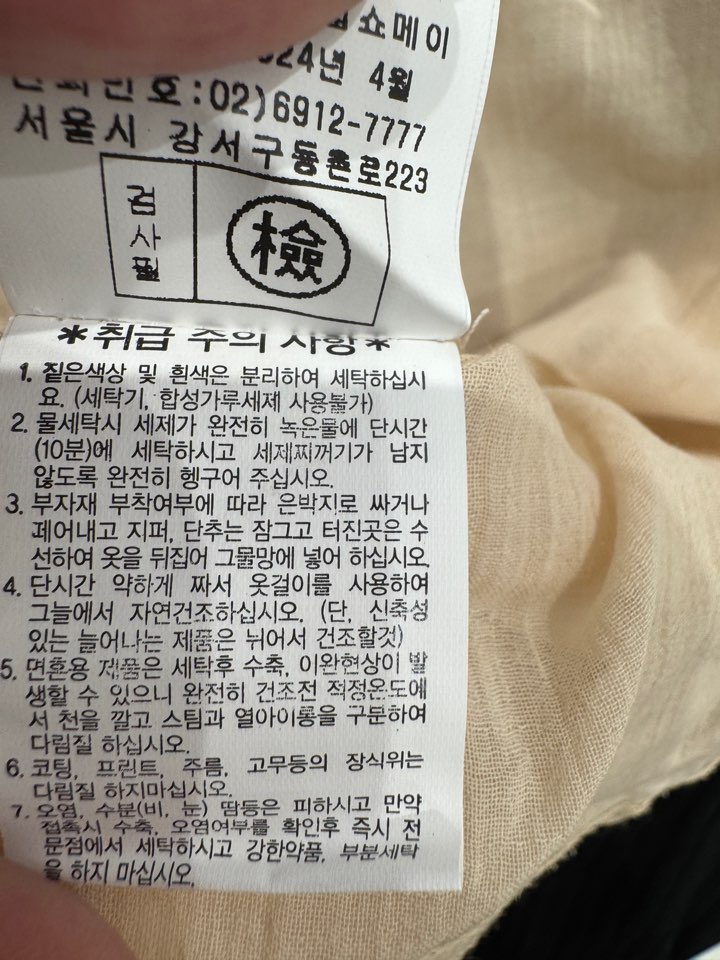 쇼메이
24년 4월
전화번호:02)6912-7777
서울시 강서구등촌로223
검사필
檢
*취급 주의 사항*
1. 짙은색상 및 흰색은 분리하여 세탁하십시
요. (세탁기, 합성가루세제 사용불가)
2. 물세탁시 세제가 완전히 녹은물에 단시간
(10분)에 세탁하시고 세제찌꺼기가 남지
않도록 완전히 헹구어 주십시오.
3. 부자재 부착여부에 따라 은박지로 싸거나
폐어내고 지퍼, 단추는 잠그고 터진곳은 수
선하여 옷을 뒤집어 그물망에 넣어 하십시오.
4. 단시간 약하게 짜서 옷걸이를 사용하여
그늘에서 자연건조하십시오. (단, 신축성
있는 늘어나는 제품은 뉘어서 건조할것)
5. 면혼용 제품은 세탁후 수축, 이완현상이 발
생할 수 있으니 완전히 건조전 적정온도에
서 천을 깔고 스팀과 열아이롱을 구분하여
다림질 하십시오.
6. 코팅, 프린트, 주름, 고무등의 장식위는
다림질 하지마십시오.
7. 오염, 수분(비, 눈) 땀등은 피하시고 만약
접촉시 수축, 오염여부를 확인후 즉시 전
문점에서 세탁하시고 강한약품, 부분세탁
을 하지 마십시오.